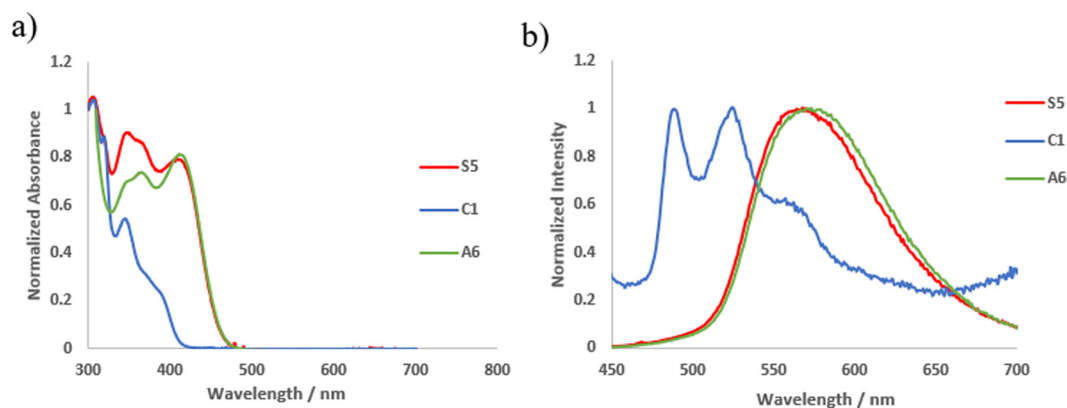 a)
1.2
1
0.8
0.6
0.4
0.2
0
Normalized Absorbance
300 400 500 600 700 800
Wavelength / nm
S5
C1
A6
b)
1.2
1
0.8
0.6
0.4
0.2
0
Normalized Intensity
450 500 550 600 650 700
Wavelength / nm
S5
C1
A6